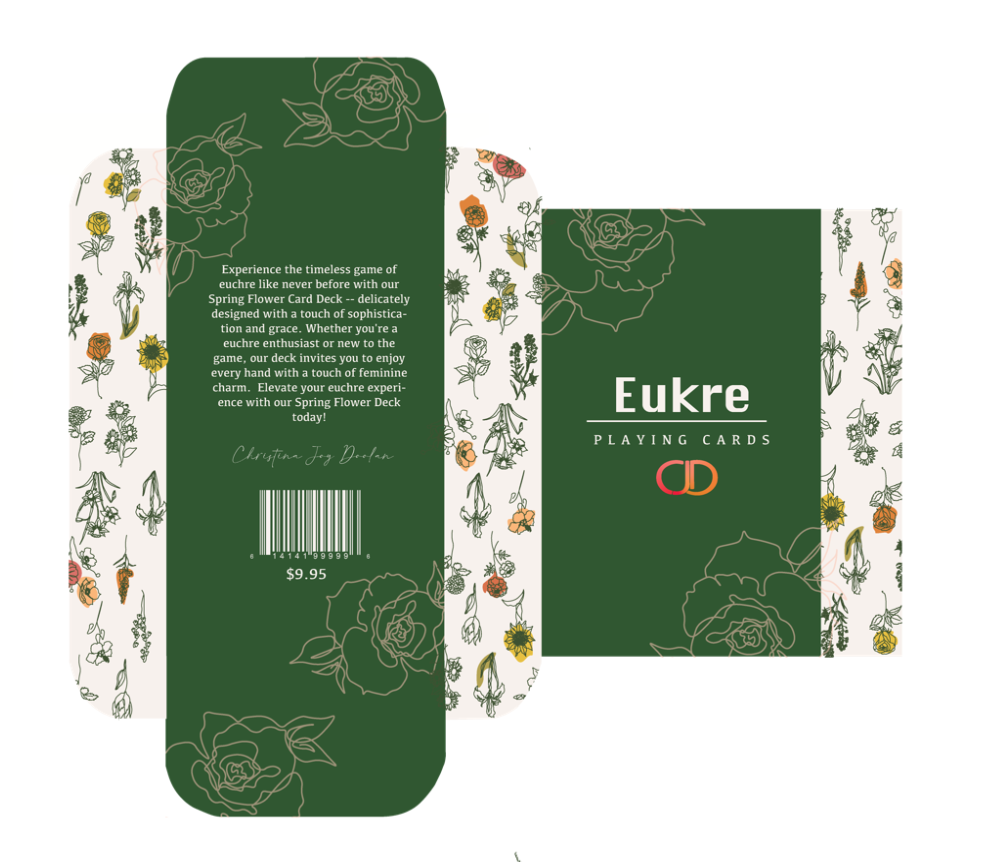 Experience the timeless game of
euchre like never before with our
Spring Flower Card Deck -- delicately
designed with a touch of sophistica-
tion and grace. Whether you're a
euchre enthusiast or new to the
game, our deck invites you to enjoy
every hand with a touch of feminine
charm.  Elevate your euchre experi-
ence with our Spring Flower Deck
today!
Christina Joy Doolan
6 14141 99999 6
$9.95
Eukre
PLAYING CARDS